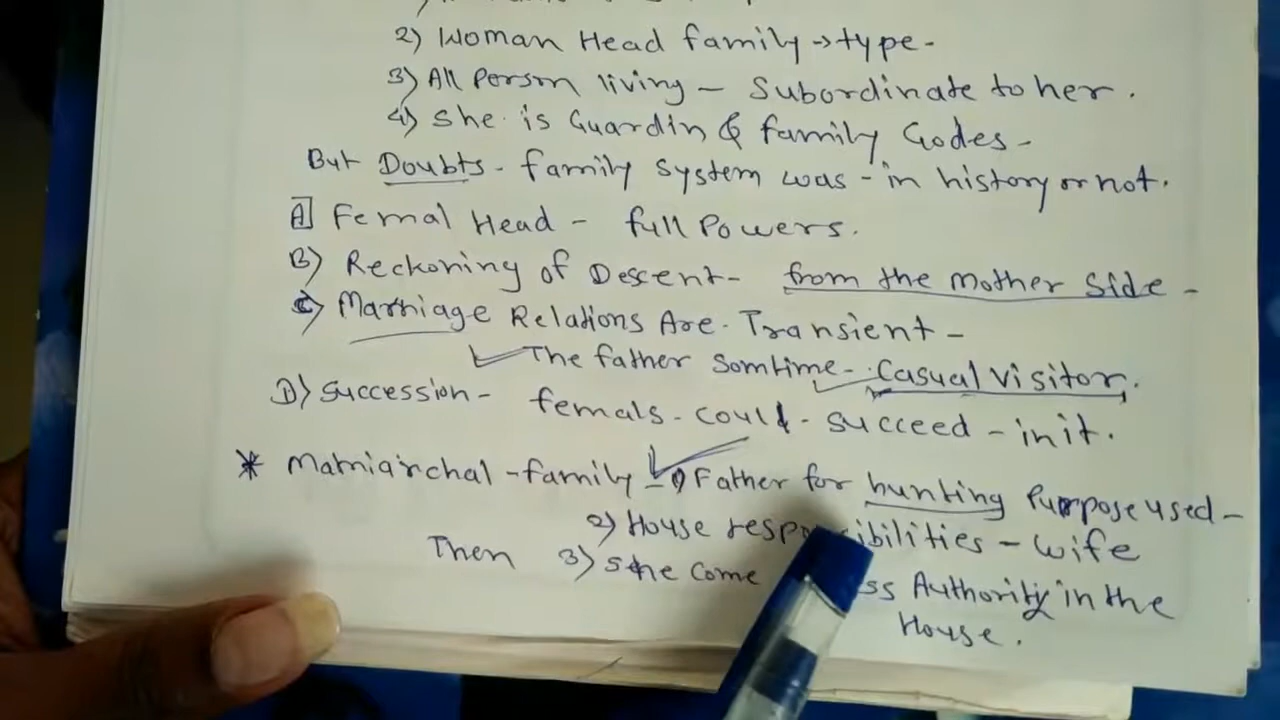 2) Woman Head family → type -
3) All Person living - Subordinate to her.
4) She is Guardin & family Godes -
But Doubts - family System was - in history or not.
A] Femal Head - full Powers.
B) Reckoning of Descent - from the Mother Side -
C) Marriage Relations Are Transient -
The father Somtime - Casual Visitor.
D) Succession - femals - could - succeed - in it.
* Matriarchal - family - 1) Father for hunting Purpose used -
2) House responsibilities - Wife
Then 3) She Come ss Authority in the
House.